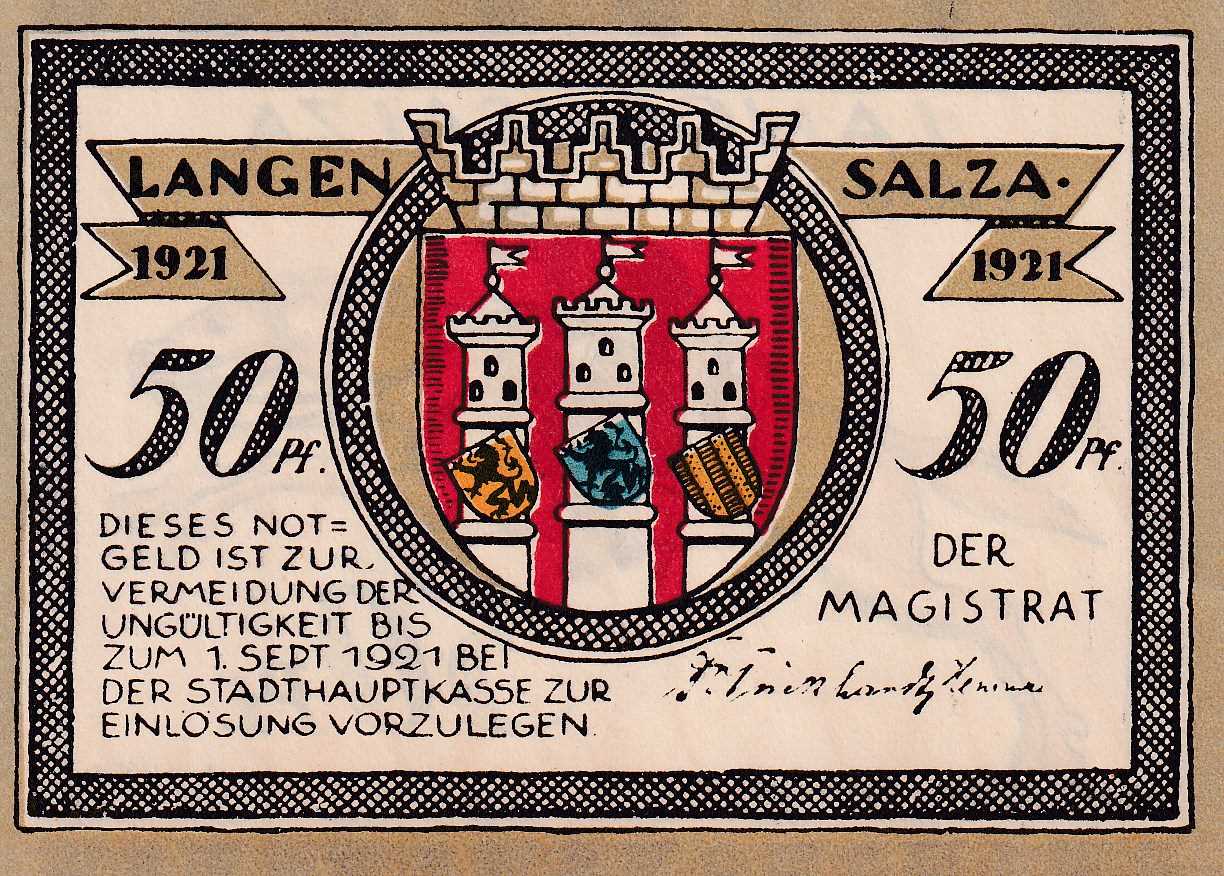 LANGEN SALZA·
1921 1921
50 Pf. 50 Pf.
DIESES NOT=
GELD IST ZUR
VERMEIDUNG DER
UNGÜLTIGKEIT BIS
ZUM 1. SEPT. 1921 BEI
DER STADTHAUPTKASSE ZUR
EINLÖSUNG VORZULEGEN.
DER
MAGISTRAT